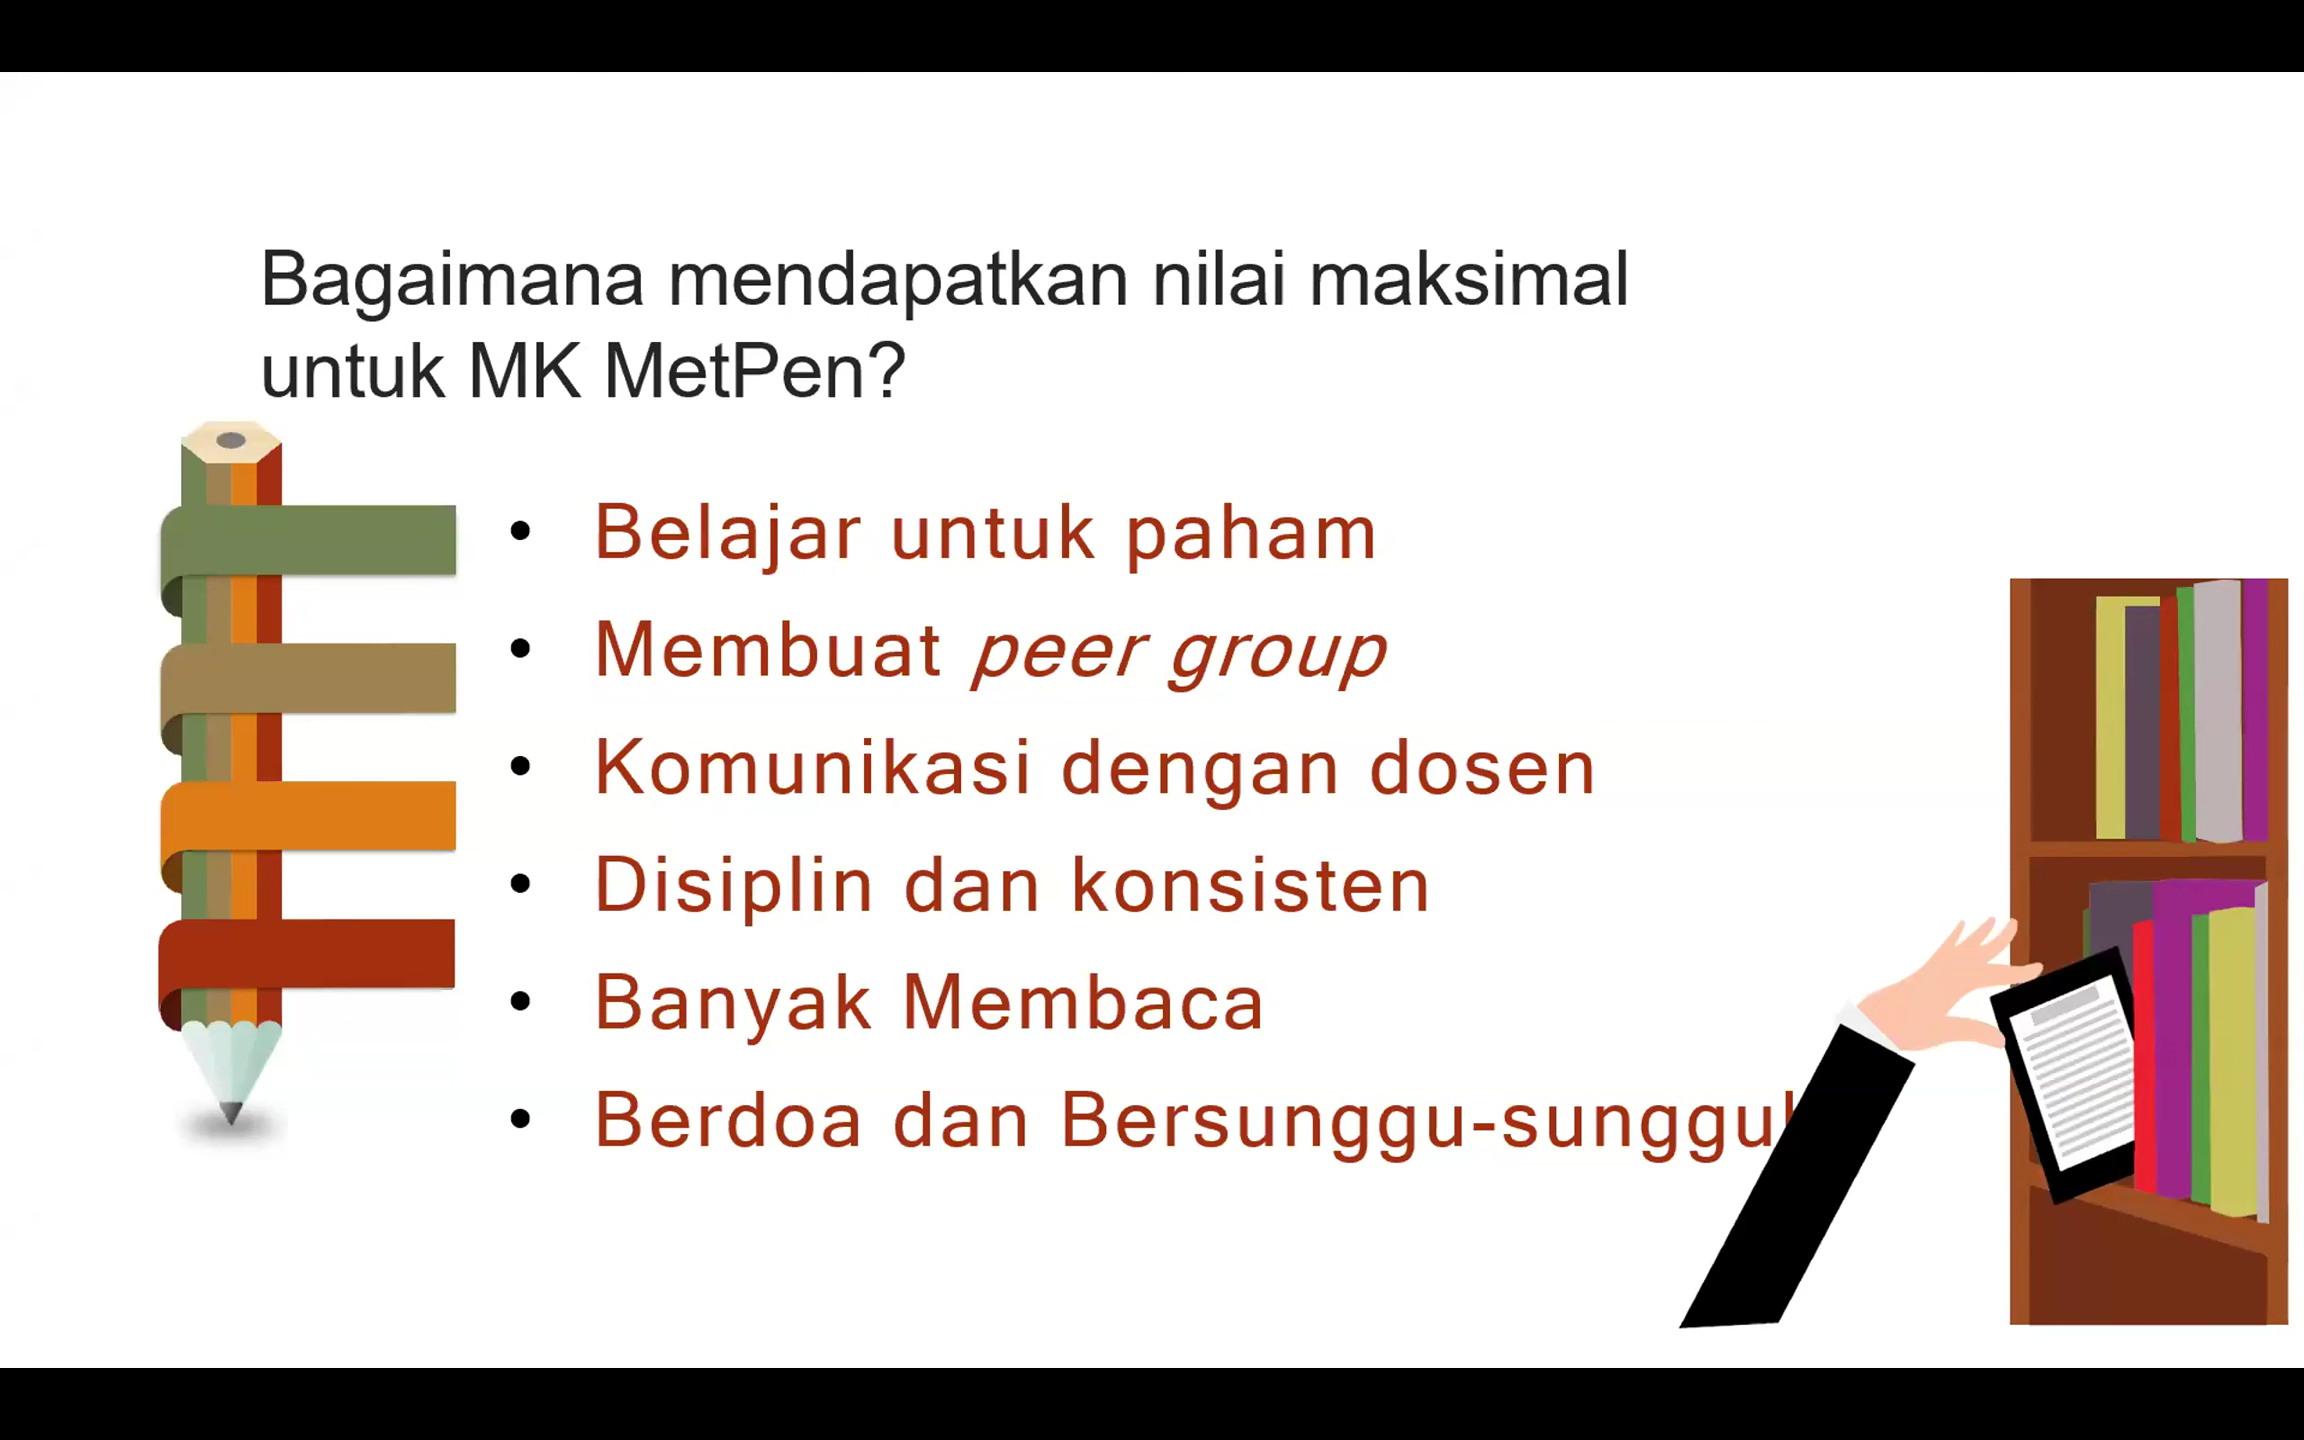 Bagaimana mendapatkan nilai maksimal
untuk MK MetPen?
• Belajar untuk paham
• Membuat peer group
• Komunikasi dengan dosen
• Disiplin dan konsisten
• Banyak Membaca
• Berdoa dan Bersunggu-sungguh